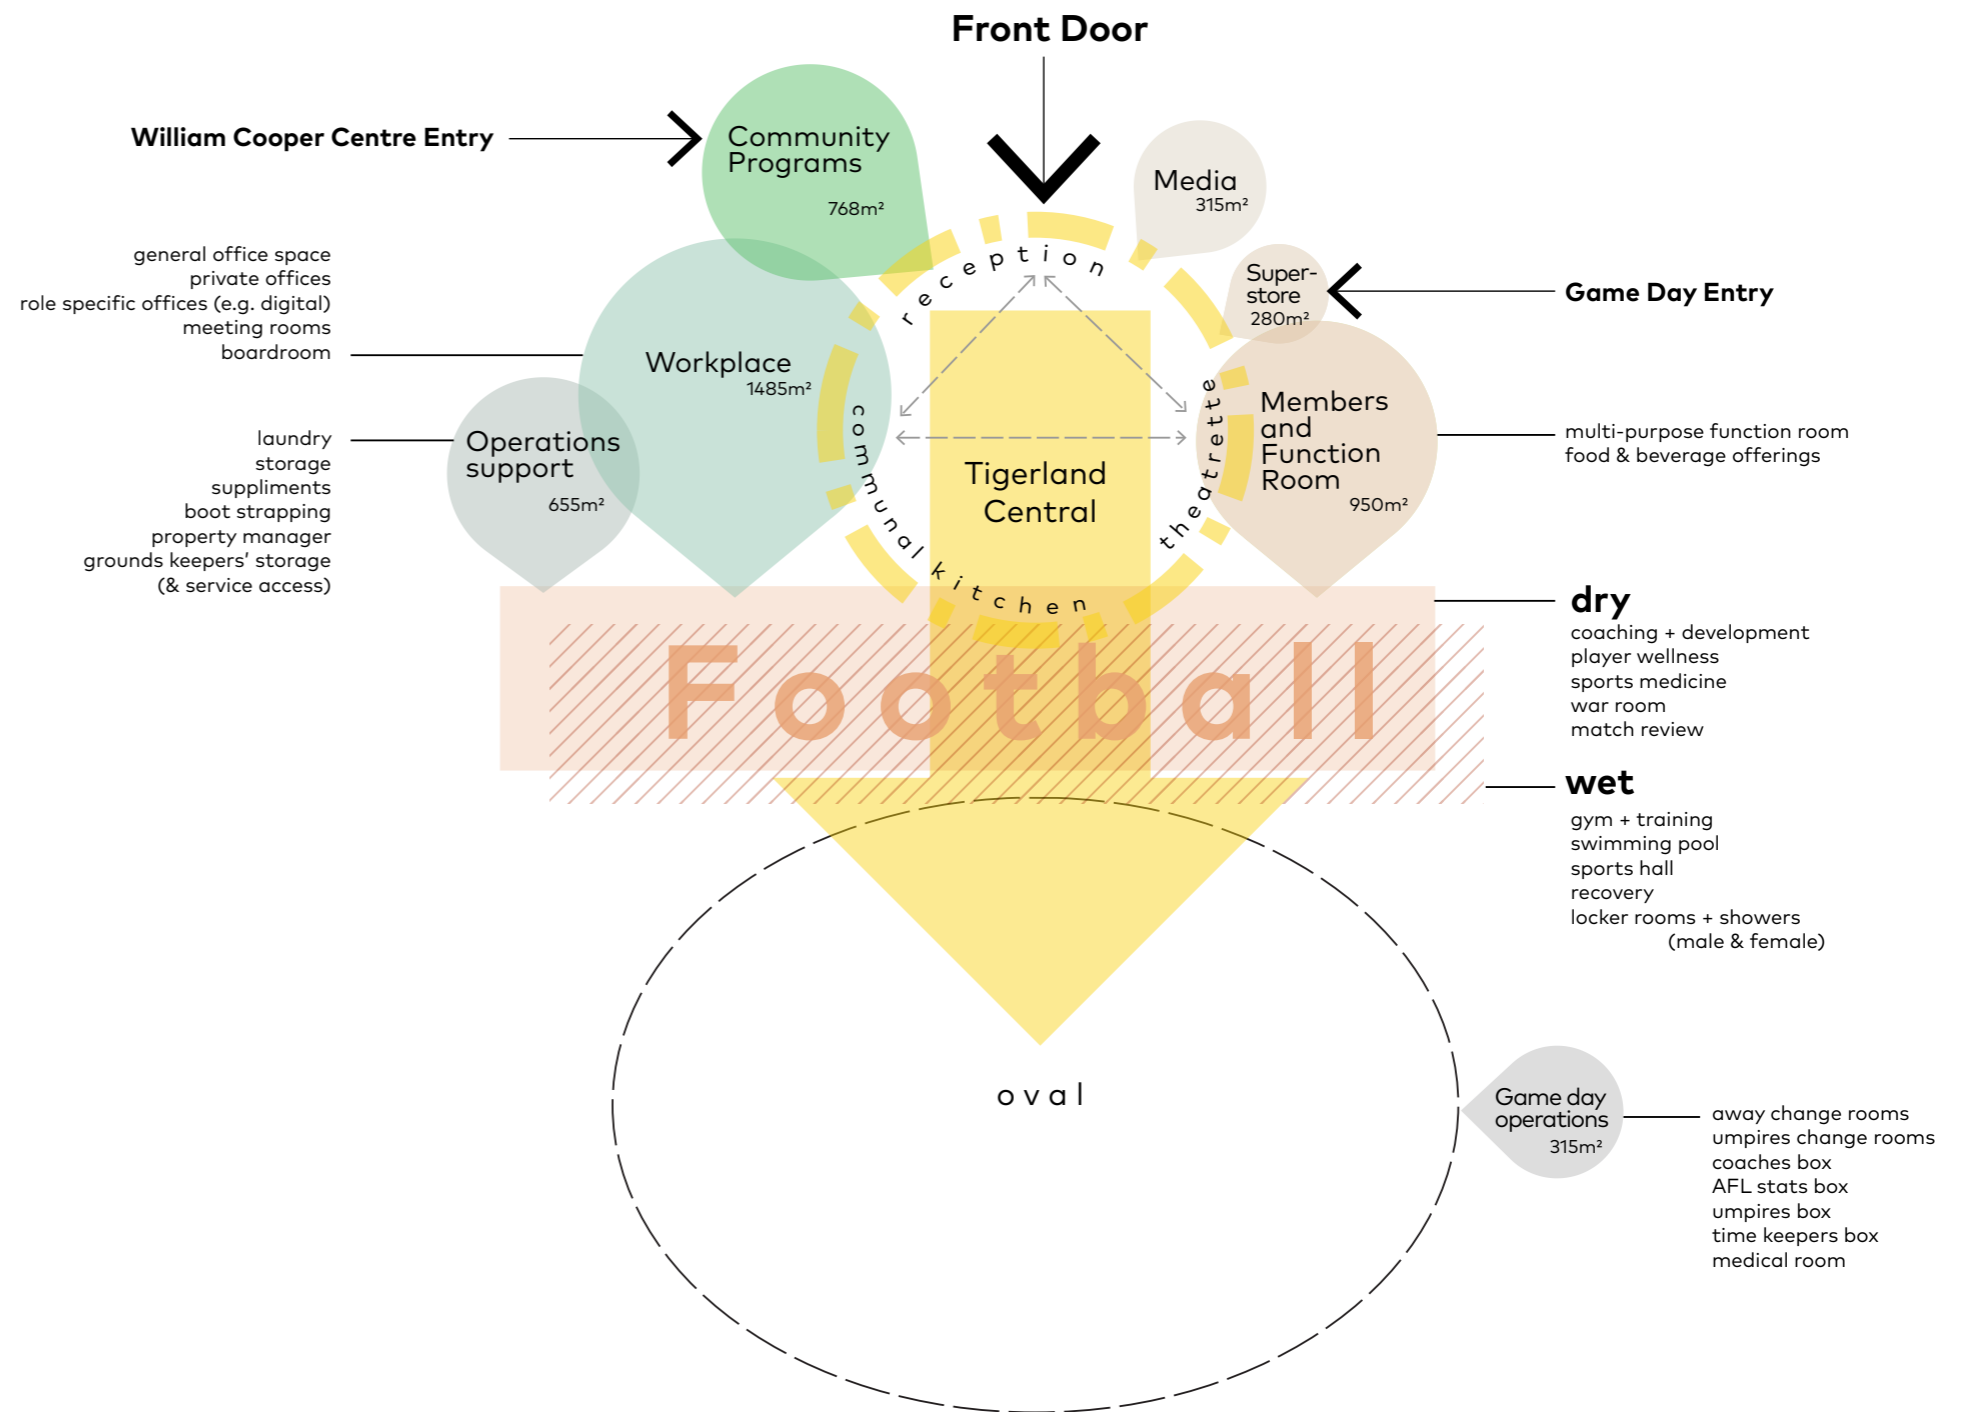 Front Door
William Cooper Centre Entry
Community
Programs
768m²
Media
315m²
Super-
store
280m²
Game Day Entry
general office space
private offices
role specific offices (e.g. digital)
meeting rooms
boardroom
Workplace
1485m²
reception
communal kitchen
theatrette
Tigerland
Central
Members
and
Function
Room
950m²
multi-purpose function room
food & beverage offerings
laundry
storage
suppliments
boot strapping
property manager
grounds keepers' storage
(& service access)
Operations
support
655m²
Football
dry
coaching + development
player wellness
sports medicine
war room
match review
wet
gym + training
swimming pool
sports hall
recovery
locker rooms + showers
(male & female)
oval
Game day
operations
315m²
away change rooms
umpires change rooms
coaches box
AFL stats box
umpires box
time keepers box
medical room